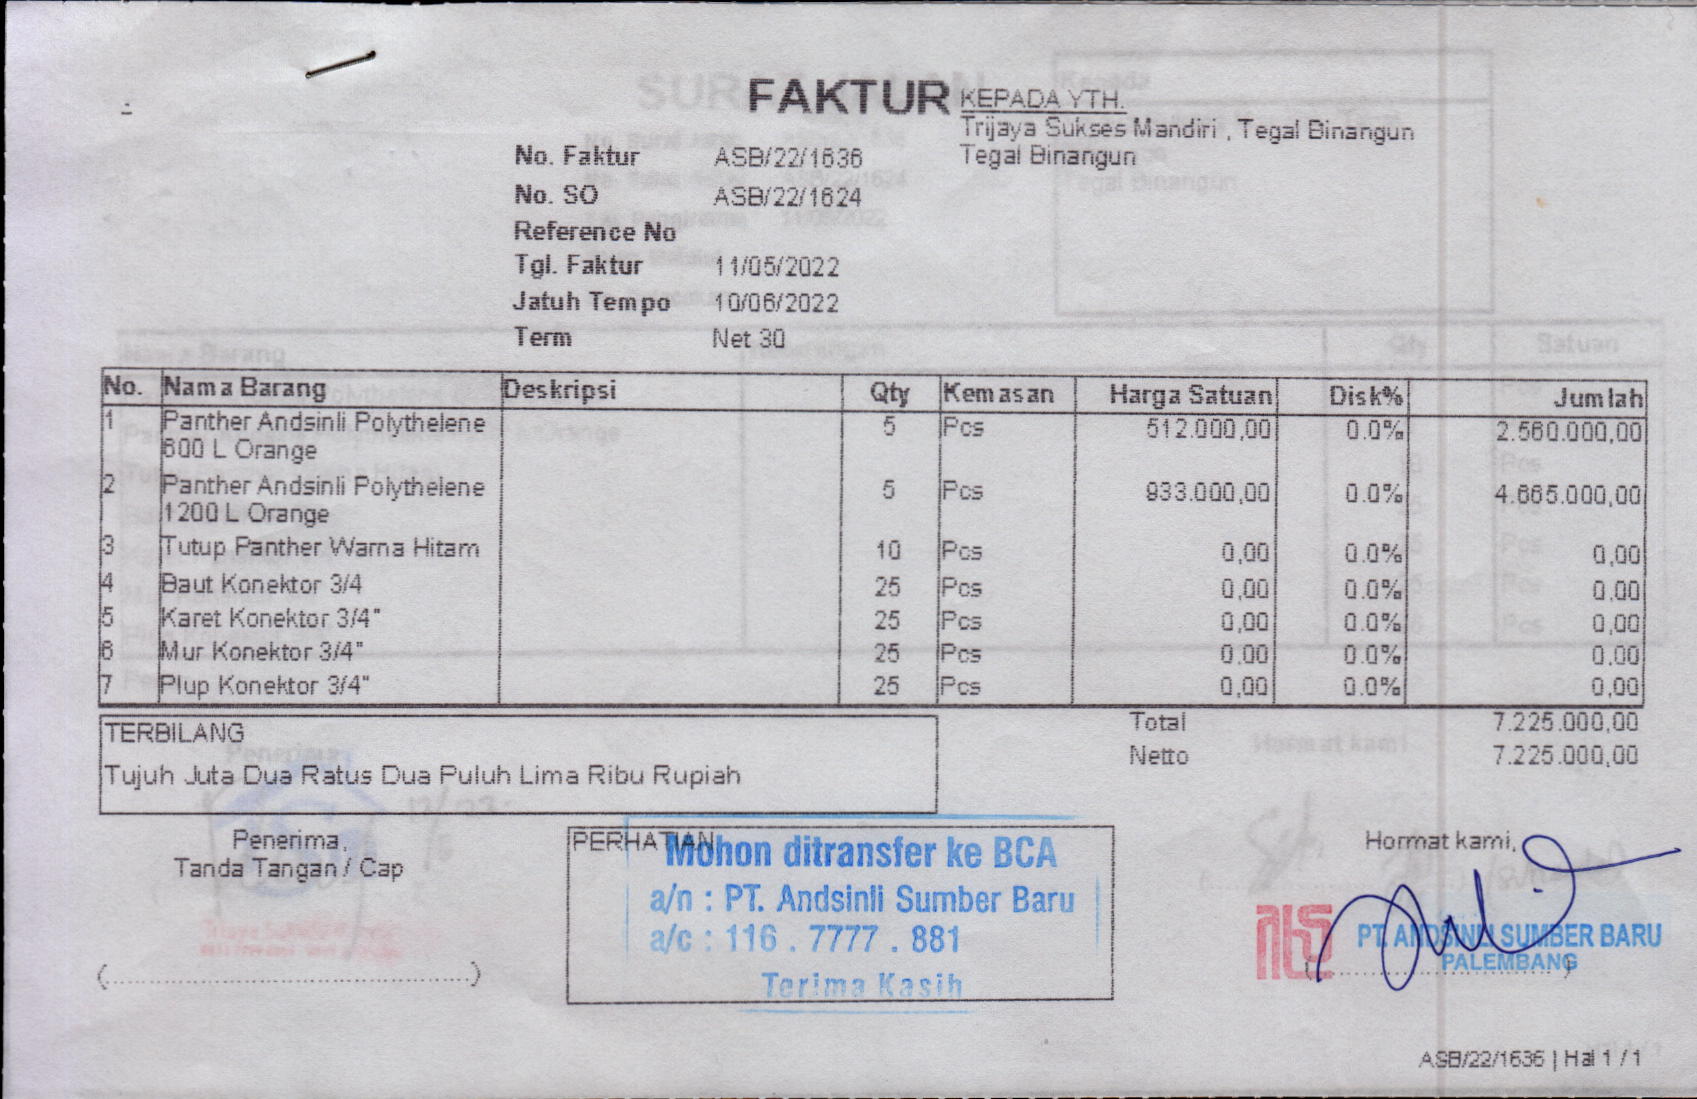 FAKTUR
KEPADA YTH.
Trijaya Sukses Mandiri , Tegal Binangun
Tegal Binangun
No. Faktur ASB/22/1636
No. SO ASB/22/1624
Reference No
Tgl. Faktur 11/05/2022
Jatuh Tempo 10/06/2022
Term Net 30
No. Nama Barang Deskripsi Qty Kemasan Harga Satuan Disk% Jumlah
1 Panther Andsinli Polythelene 5 Pcs 512.000,00 0.0% 2.560.000,00
600 L Orange
2 Panther Andsinli Polythelene 5 Pcs 933.000,00 0.0% 4.665.000,00
1200 L Orange
3 Tutup Panther Warna Hitam 10 Pcs 0,00 0.0% 0,00
4 Baut Konektor 3/4 25 Pcs 0,00 0.0% 0,00
5 Karet Konektor 3/4" 25 Pcs 0,00 0.0% 0,00
6 Mur Konektor 3/4" 25 Pcs 0,00 0.0% 0,00
7 Plup Konektor 3/4" 25 Pcs 0,00 0.0% 0,00
TERBILANG
Tujuh Juta Dua Ratus Dua Puluh Lima Ribu Rupiah
Total 7.225.000,00
Netto 7.225.000,00
Penerima,
Tanda Tangan / Cap
PERHATIAN
Mohon ditransfer ke BCA
a/n : PT. Andsinli Sumber Baru
a/c : 116 . 7777 . 881
Terima Kasih
Hormat kami,
PT. ANDSINLI SUMBER BARU
PALEMBANG
ASB/22/1636 | Hal 1 / 1